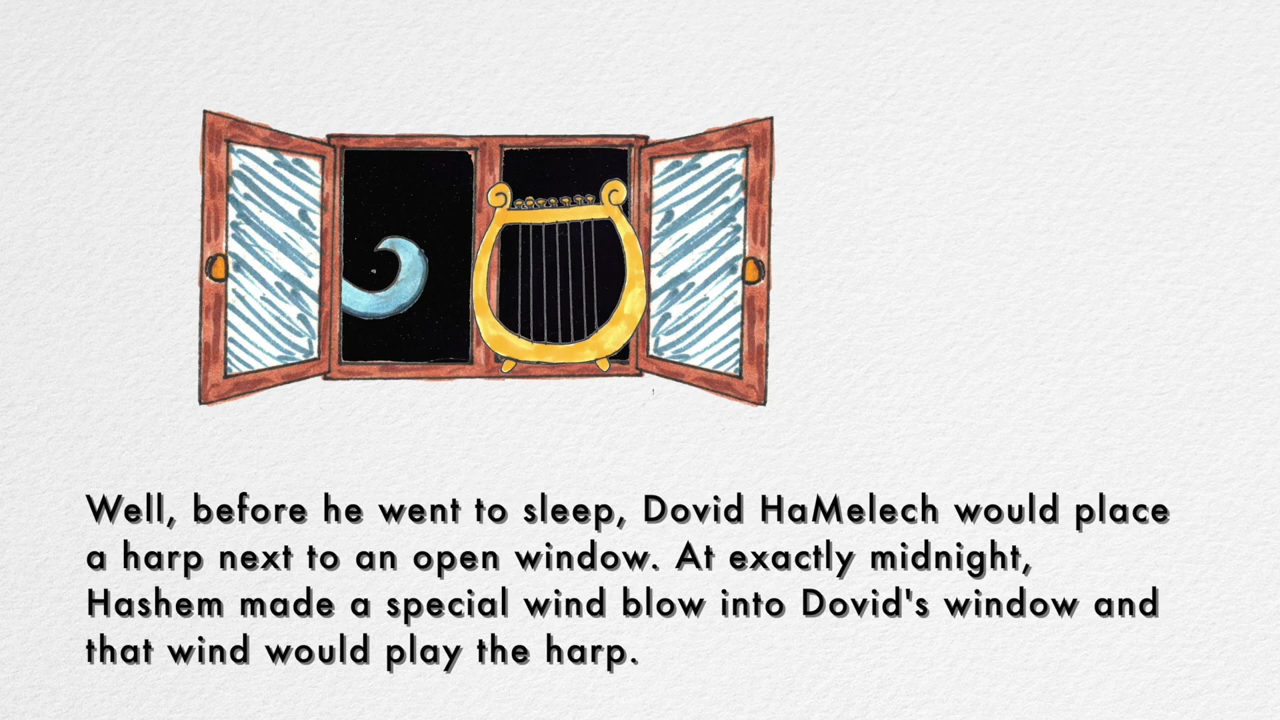 Well, before he went to sleep, Dovid HaMelech would place
a harp next to an open window. At exactly midnight,
Hashem made a special wind blow into Dovid's window and
that wind would play the harp.